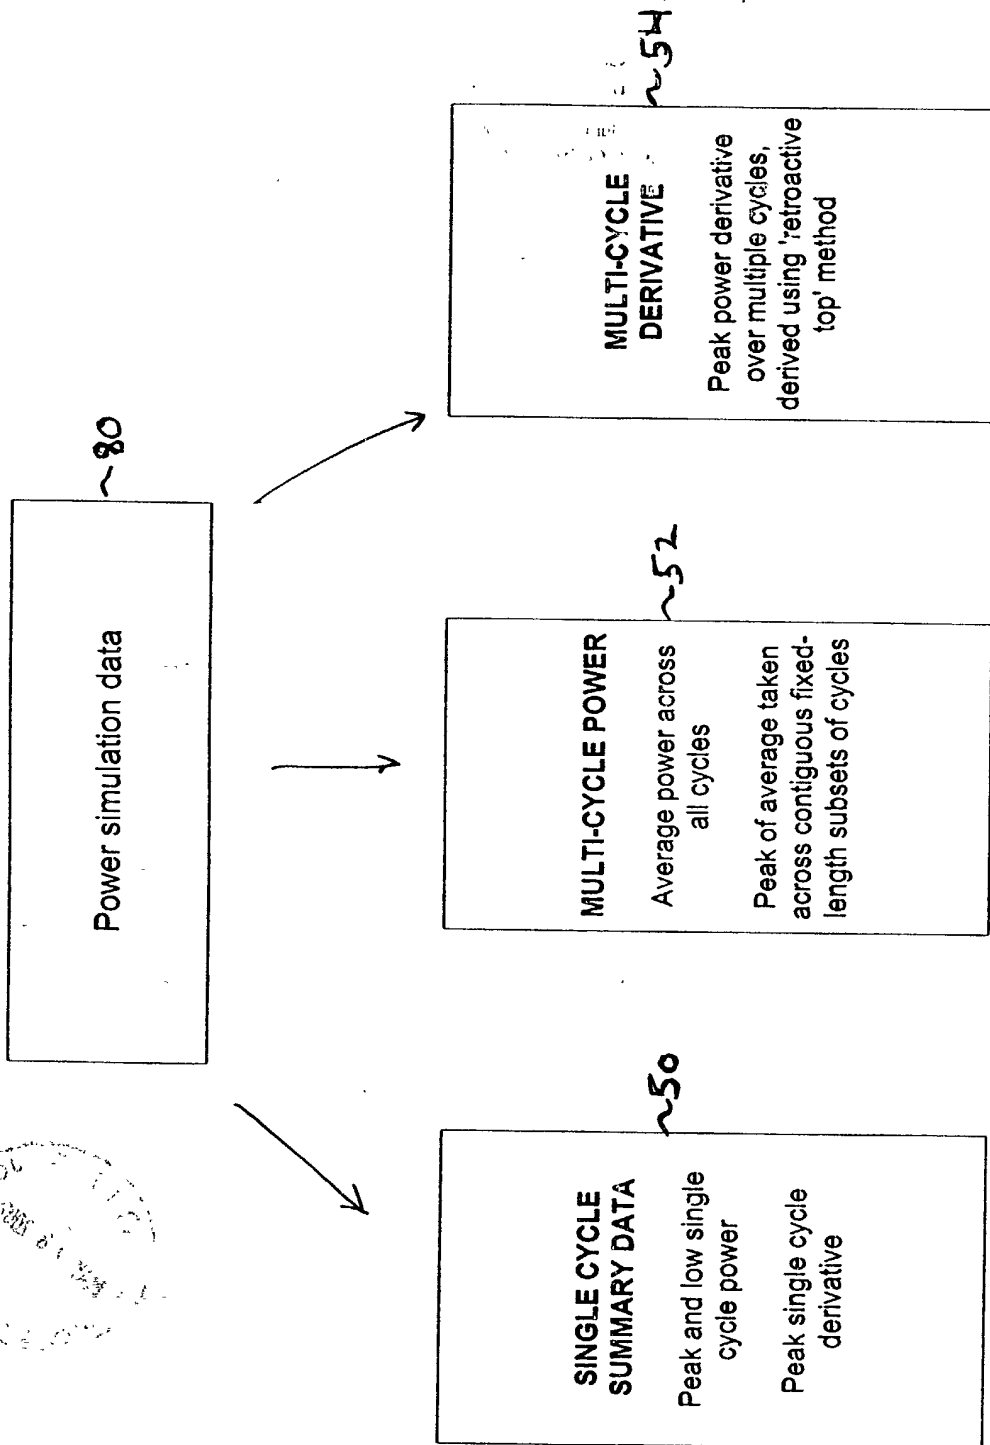 Power simulation data
~80
SINGLE CYCLE
SUMMARY DATA
Peak and low single
cycle power
Peak single cycle
derivative
~50
MULTI-CYCLE POWER
Average power across
all cycles
Peak of average taken
across contiguous fixed-
length subsets of cycles
~52
MULTI-CYCLE
DERIVATIVE
Peak power derivative
over multiple cycles,
derived using 'retroactive
top' method
~54